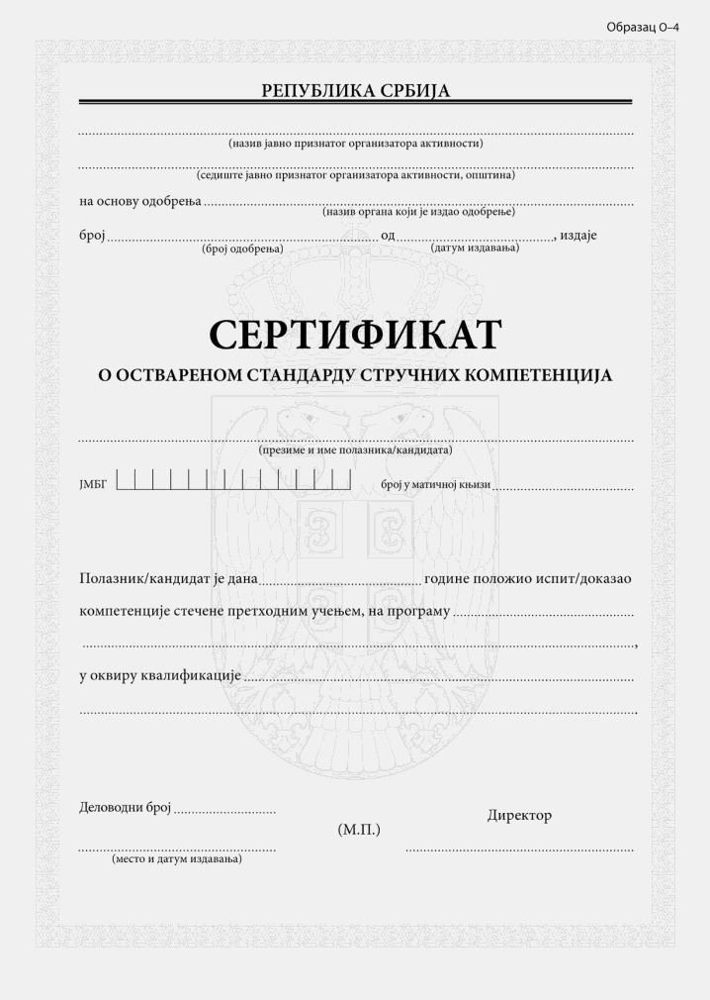 Образац О–4
РЕПУБЛИКА СРБИЈА
(назив јавно признатог организатора активности)
(седиште јавно признатог организатора активности, општина)
на основу одобрења
(назив органа који је издао одобрење)
број од , издаје
(број одобрења) (датум издавања)
СЕРТИФИКАТ
О ОСТВАРЕНОМ СТАНДАРДУ СТРУЧНИХ КОМПЕТЕНЦИЈА
(презиме и име полазника/кандидата)
ЈМБГ број у матичној књизи
Полазник/кандидат је дана године положио испит/доказао
компетенције стечене претходним учењем, на програму
,
у оквиру квалификације
.
Деловодни број
Директор
(М.П.)
(место и датум издавања)